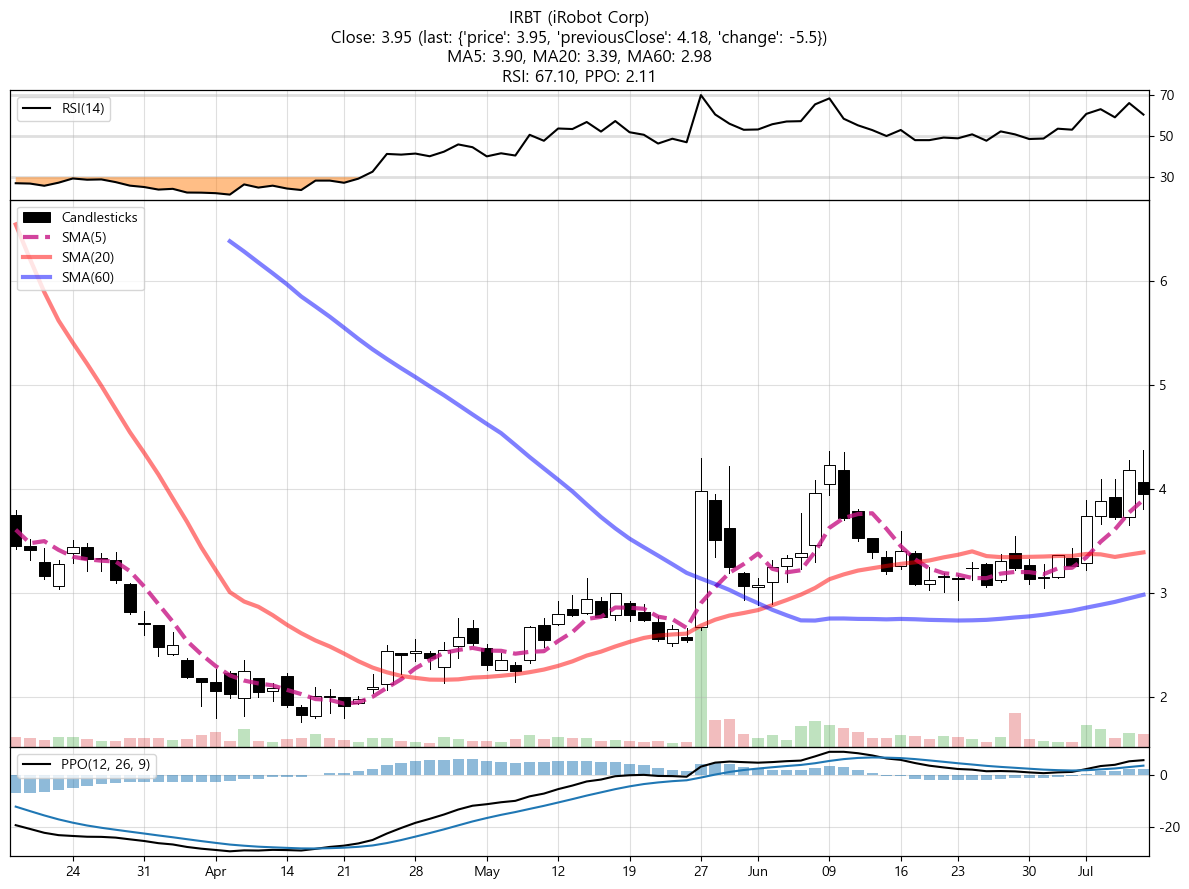 IRBT (iRobot Corp)
Close: 3.95 (last: {'price': 3.95, 'previousClose': 4.18, 'change': -5.5})
MA5: 3.90, MA20: 3.39, MA60: 2.98
RSI: 67.10, PPO: 2.11
RSI(14)
70
50
30
Candlesticks
SMA(5)
SMA(20)
SMA(60)
6
5
4
3
2
PPO(12, 26, 9)
0
-20
24 31 Apr 14 21 28 May 12 19 27 Jun 09 16 23 30 Jul